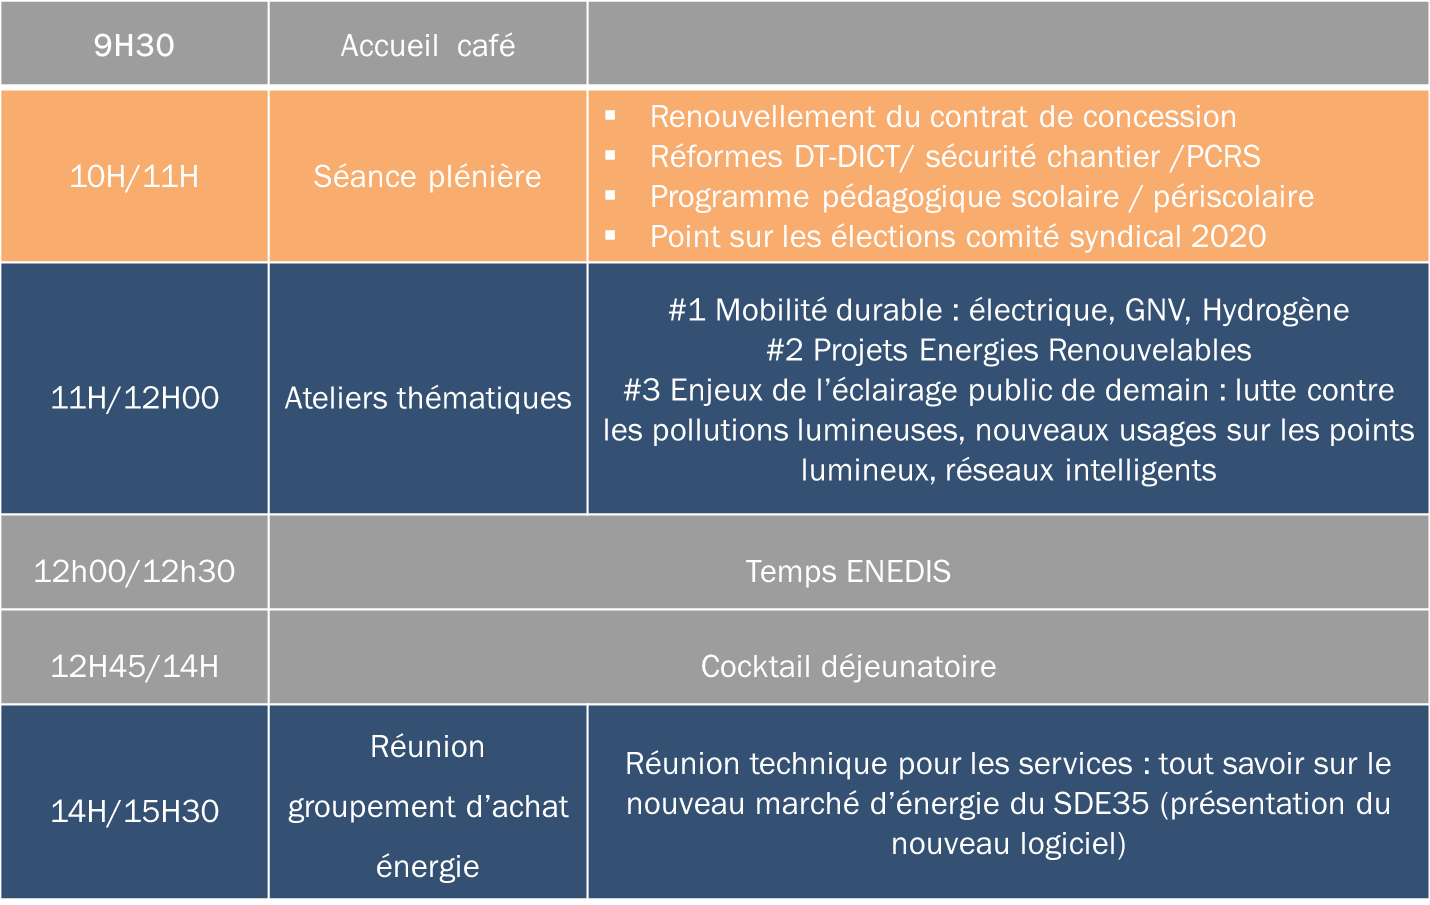 9H30
Accueil café
10H/11H
Séance plénière
▪ Renouvellement du contrat de concession
▪ Réformes DT-DICT/ sécurité chantier /PCRS
▪ Programme pédagogique scolaire / périscolaire
▪ Point sur les élections comité syndical 2020
11H/12H00
Ateliers thématiques
#1 Mobilité durable : électrique, GNV, Hydrogène
#2 Projets Energies Renouvelables
#3 Enjeux de l’éclairage public de demain : lutte contre
les pollutions lumineuses, nouveaux usages sur les points
lumineux, réseaux intelligents
12h00/12h30
Temps ENEDIS
12H45/14H
Cocktail déjeunatoire
14H/15H30
Réunion
groupement d’achat
énergie
Réunion technique pour les services : tout savoir sur le
nouveau marché d’énergie du SDE35 (présentation du
nouveau logiciel)